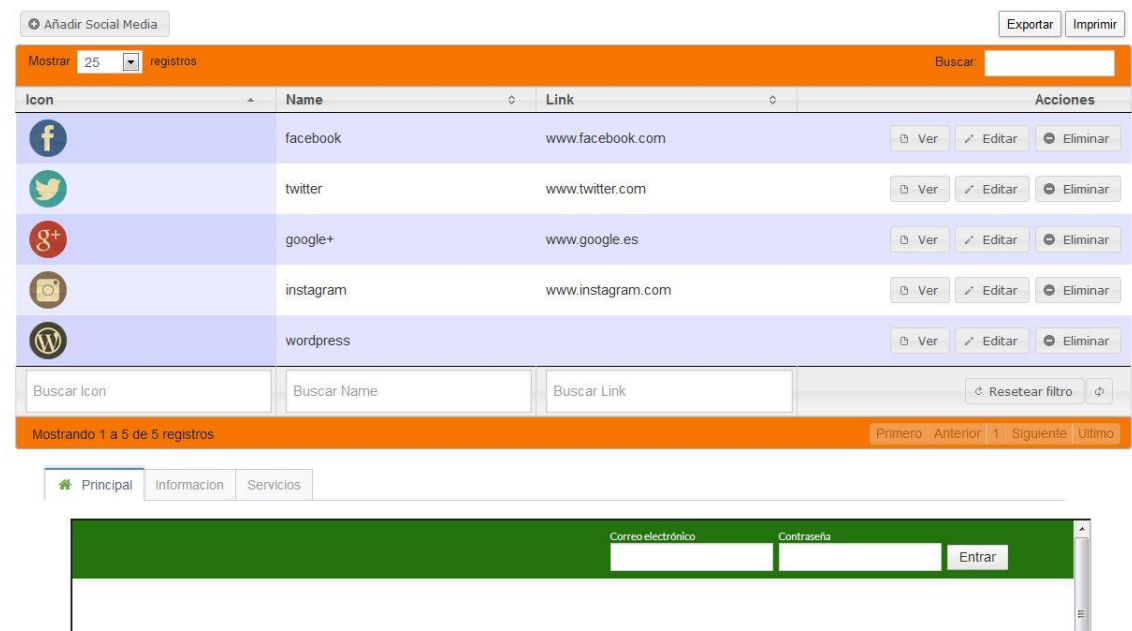 Añadir Social Media
Exportar Imprimir
Mostrar 25 registros Buscar:
Icon Name Link Acciones
f facebook www.facebook.com Ver Editar Eliminar
twitter www.twitter.com Ver Editar Eliminar
g+ google+ www.google.es Ver Editar Eliminar
instagram www.instagram.com Ver Editar Eliminar
W wordpress Ver Editar Eliminar
Buscar Icon Buscar Name Buscar Link Resetear filtro
Mostrando 1 a 5 de 5 registros Primero Anterior 1 Siguiente Ultimo
Principal Informacion Servicios
Correo electrónico Contraseña
Entrar